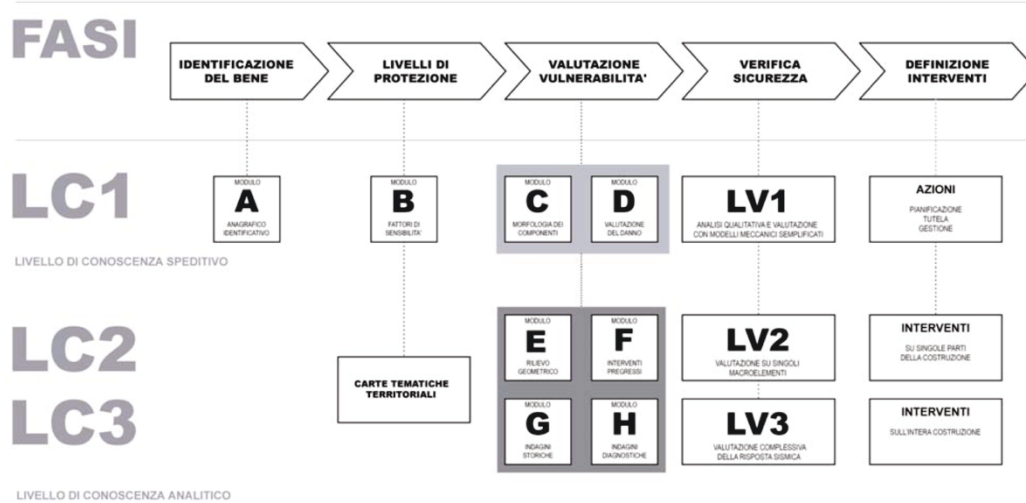 FASI
IDENTIFICAZIONE
DEL BENE
LIVELLI DI
PROTEZIONE
VALUTAZIONE
VULNERABILITA'
VERIFICA
SICUREZZA
DEFINIZIONE
INTERVENTI
LC1
LIVELLO DI CONOSCENZA SPEDITIVO
MODULO
A
ANAGRAFICO
IDENTIFICATIVO
MODULO
B
FATTORI DI
SENSIBILITA'
MODULO
C
MORFOLOGIA DEI
COMPONENTI
MODULO
D
VALUTAZIONE
DEL DANNO
LV1
ANALISI QUALITATIVA E VALUTAZIONE
CON MODELLI MECCANICI SEMPLIFICATI
AZIONI
PIANIFICAZIONE
TUTELA
GESTIONE
LC2
LC3
LIVELLO DI CONOSCENZA ANALITICO
CARTE TEMATICHE
TERRITORIALI
MODULO
E
RILIEVO
GEOMETRICO
MODULO
F
INTERVENTI
PREGRESSI
MODULO
G
INDAGINI
STORICHE
MODULO
H
INDAGINI
DIAGNOSTICHE
LV2
VALUTAZIONE SU SINGOLI
MACROELEMENTI
LV3
VALUTAZIONE COMPLESSIVA
DELLA RISPOSTA SISMICA
INTERVENTI
SU SINGOLE PARTI
DELLA COSTRUZIONE
INTERVENTI
SULL'INTERA COSTRUZIONE